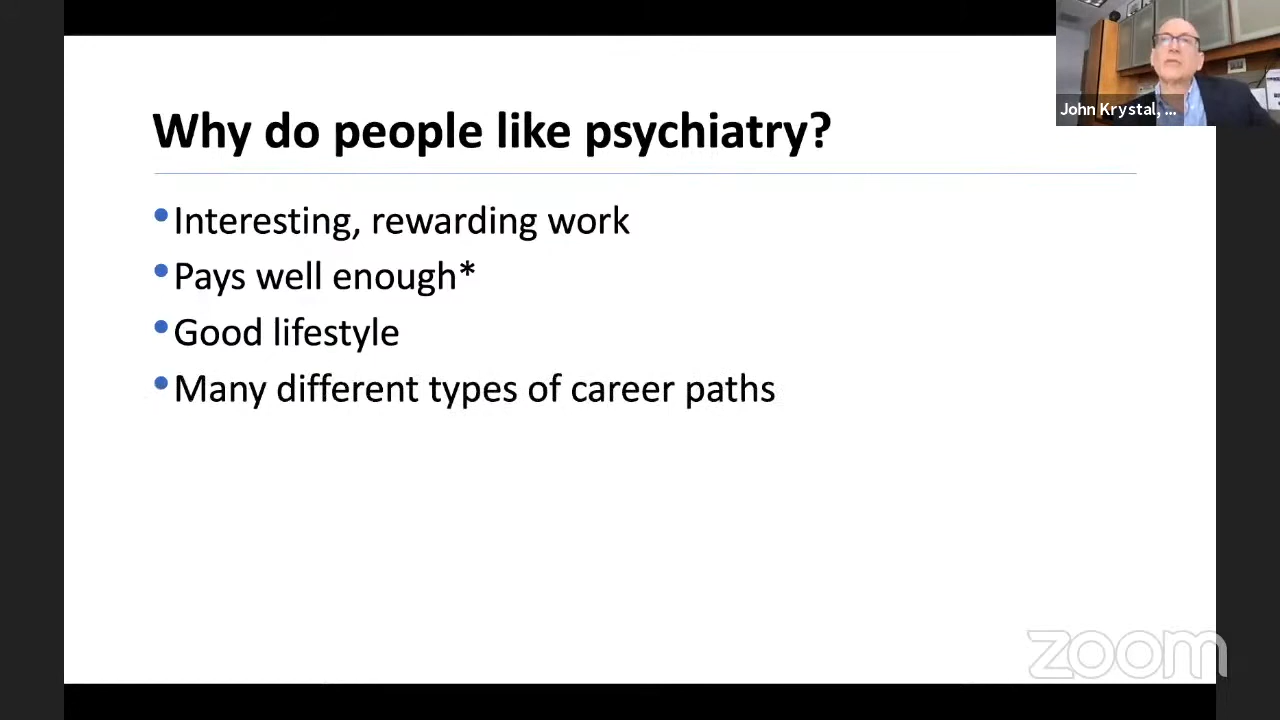 John Krystal, ...
Why do people like psychiatry?
•Interesting, rewarding work
•Pays well enough*
•Good lifestyle
•Many different types of career paths
zoom